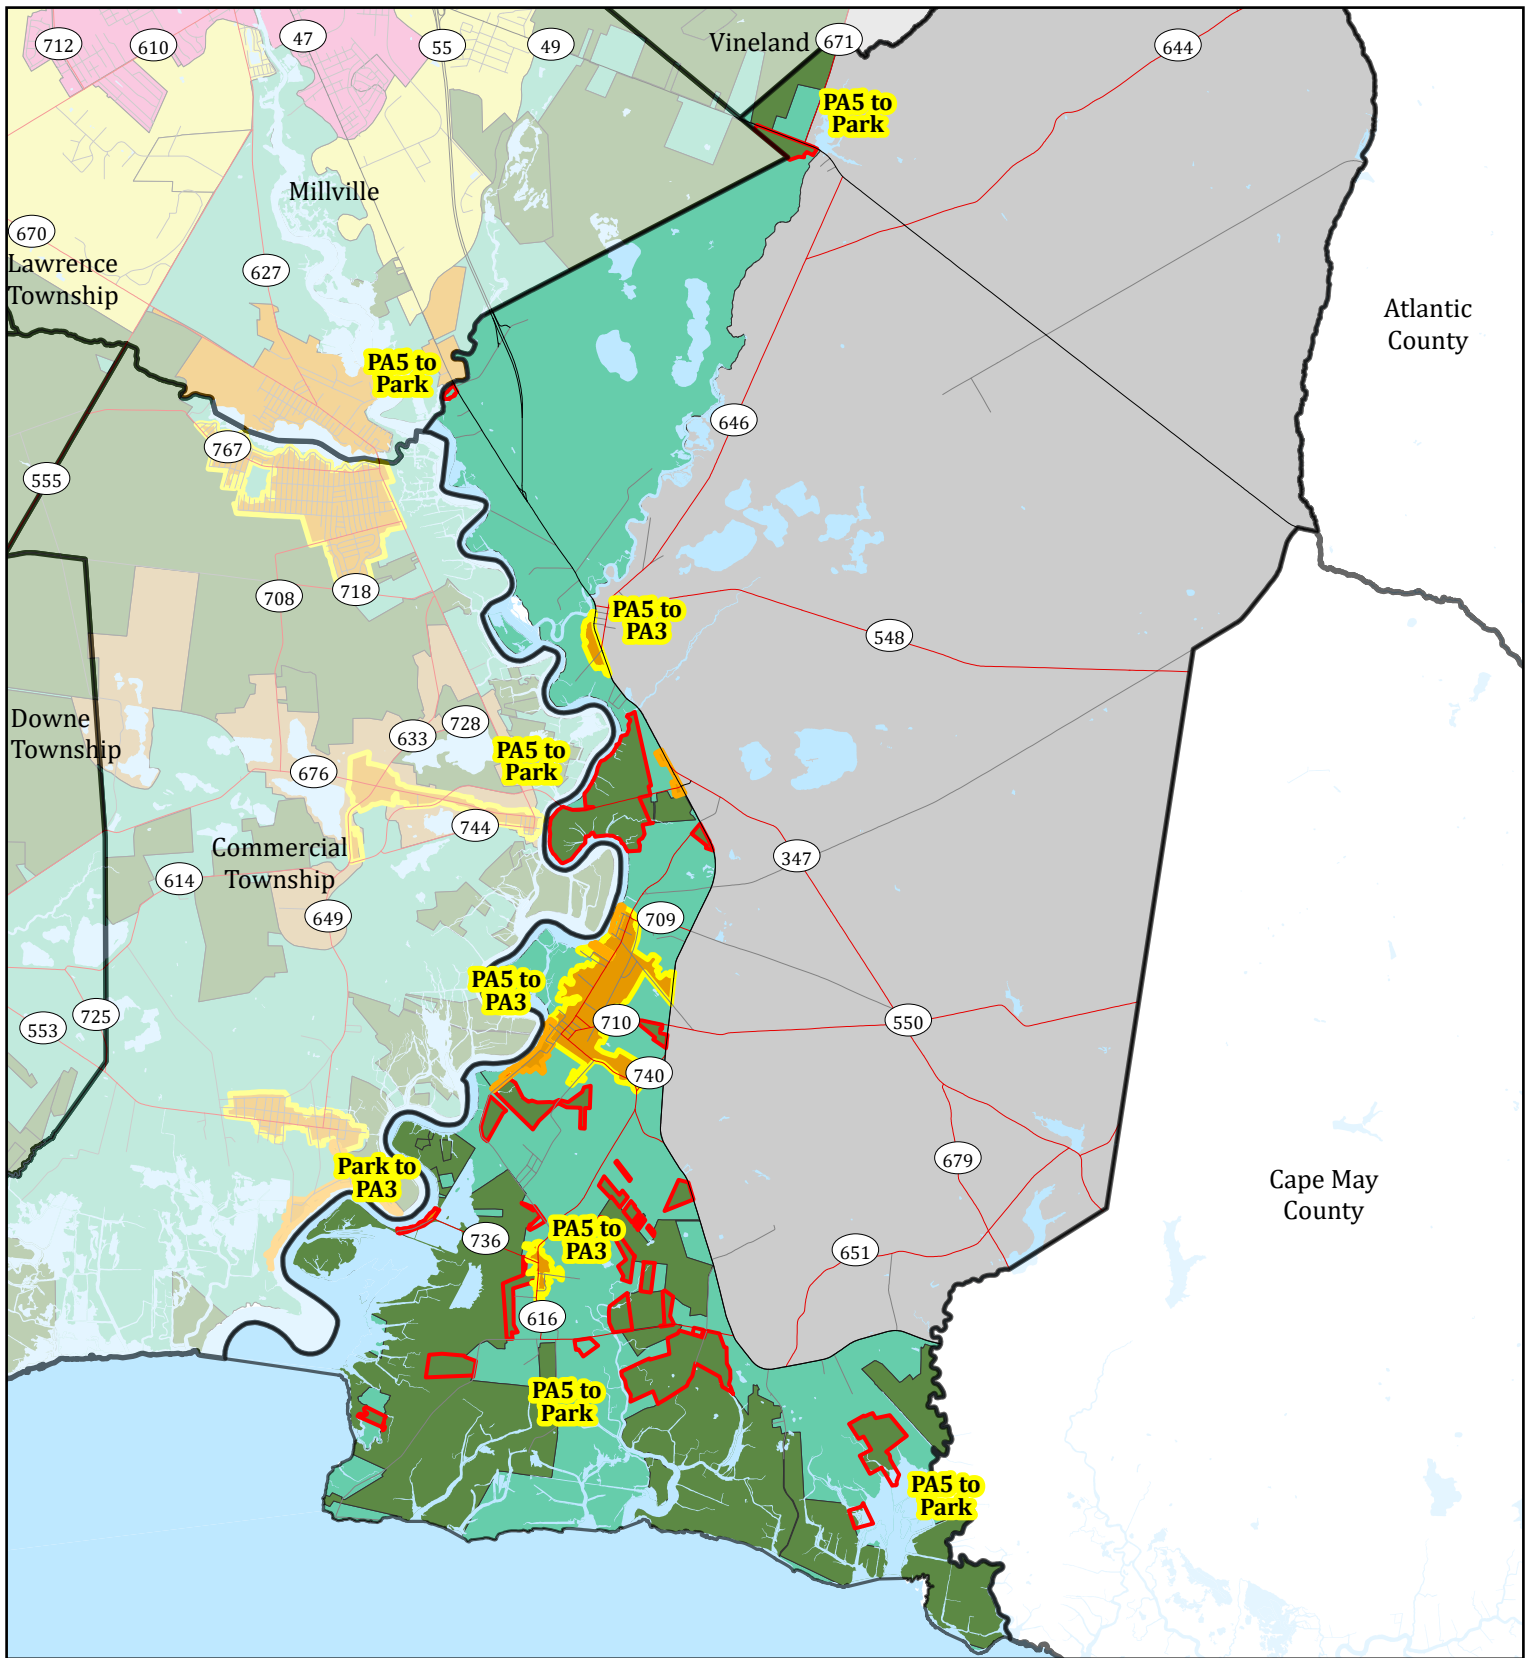 712
610
47
55
49
Vineland
671
644
PA5 to
Park
Millville
670
Lawrence
Township
627
Atlantic
County
PA5 to
Park
646
767
555
708
718
PA5 to
PA3
548
Downe
Township
728
633
PA5 to
Park
676
744
Commercial
Township
347
614
649
709
PA5 to
PA3
725
553
710
550
740
679
Park to
PA3
Cape May
County
736
PA5 to
PA3
651
616
PA5 to
Park
PA5 to
Park